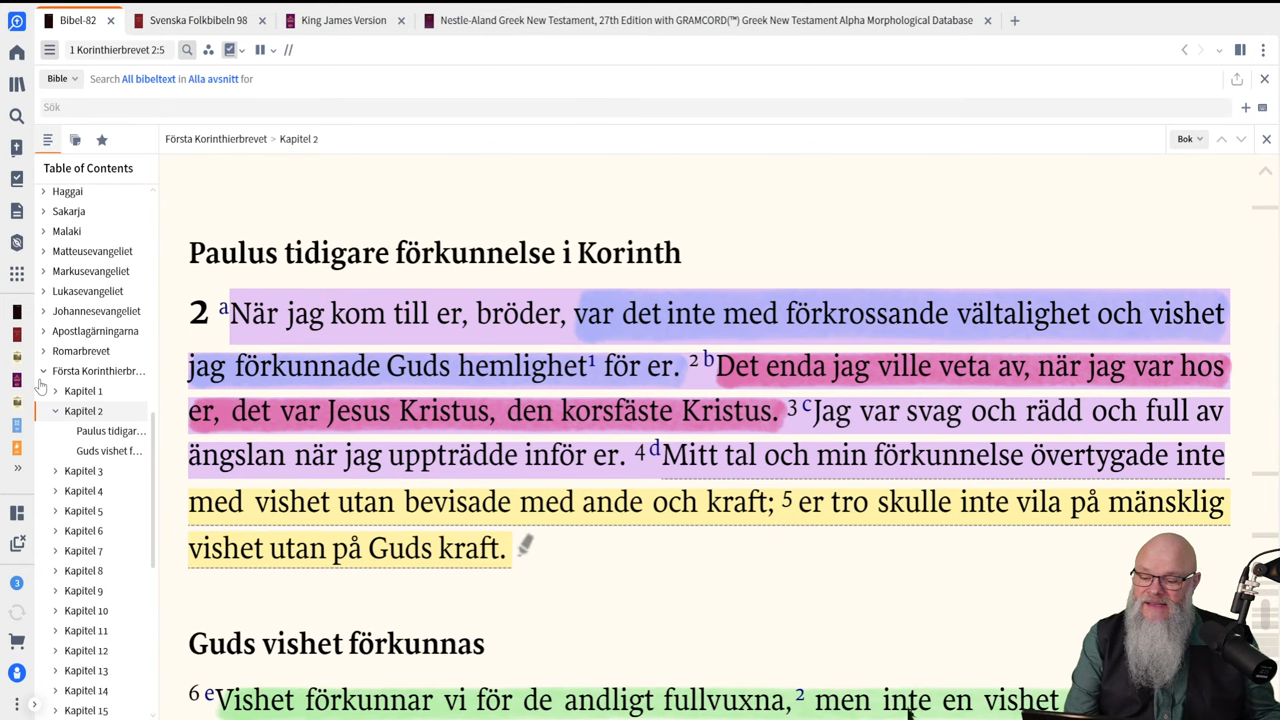 Bibel-82
Svenska Folkbibeln 98
King James Version
Nestle-Aland Greek New Testament, 27th Edition with GRAMCORD(™) Greek New Testament Alpha Morphological Database
1 Korinthierbrevet 2:5
Bible Search All bibeltext in Alla avsnitt for
Sök
Första Korinthierbrevet > Kapitel 2
Bok
Table of Contents
Haggai
Sakarja
Malaki
Matteusevangeliet
Markusevangeliet
Lukasevangeliet
Johannesevangeliet
Apostlagärningarna
Romarbrevet
Första Korinthierbr...
Kapitel 1
Kapitel 2
Paulus tidigar...
Guds vishet f...
Kapitel 3
Kapitel 4
Kapitel 5
Kapitel 6
Kapitel 7
Kapitel 8
Kapitel 9
Kapitel 10
Kapitel 11
Kapitel 12
Kapitel 13
Kapitel 14
Kapitel 15
3
Paulus tidigare förkunnelse i Korinth
2 a När jag kom till er, bröder, var det inte med förkrossande vältalighet och vishet
jag förkunnade Guds hemlighet1 för er. 2 b Det enda jag ville veta av, när jag var hos
er, det var Jesus Kristus, den korsfäste Kristus. 3 c Jag var svag och rädd och full av
ängslan när jag uppträdde inför er. 4 d Mitt tal och min förkunnelse övertygade inte
med vishet utan bevisade med ande och kraft; 5 er tro skulle inte vila på mänsklig
vishet utan på Guds kraft.
Guds vishet förkunnas
6 e Vishet förkunnar vi för de andligt fullvuxna,2 men inte en vishet